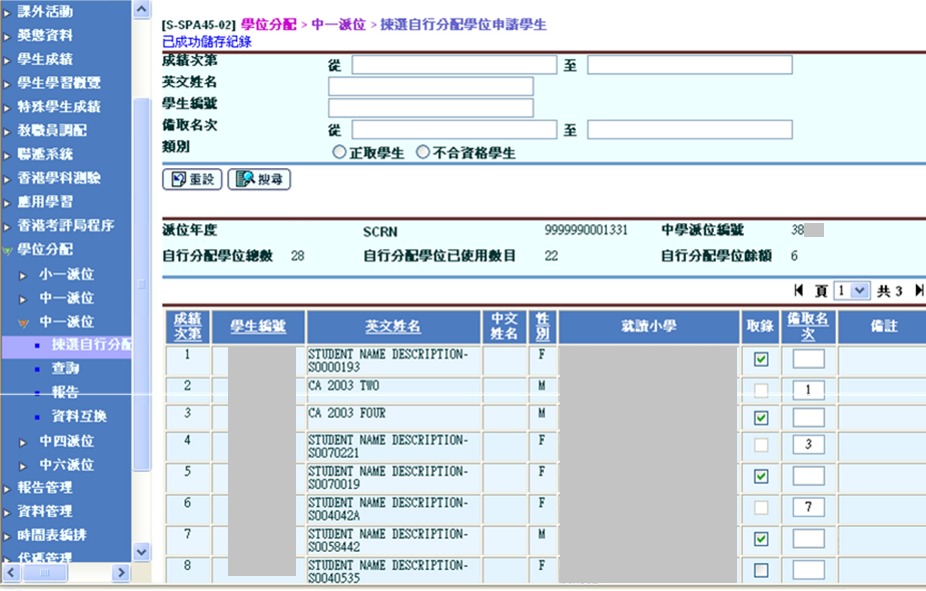 課外活動
獎懲資料
學生成績
學生學習概覽
特殊學生成績
教職員調配
聯遞系統
香港學科測驗
應用學習
香港考評局程序
學位分配
小一派位
中一派位
中一派位
揀選自行分配
查詢
報告
資料互換
中四派位
中六派位
報告管理
資料管理
時間表編排
代碼管理
[S-SPA45-02] 學位分配 > 中一派位 > 揀選自行分配學位申請學生
已成功儲存紀錄
成績次第 從 至
英文姓名
學生編號
備取名次 從 至
類別 正取學生 不合資格學生
重設 搜尋
派位年度 SCRN 9999990001331 中學派位編號 38
自行分配學位總數 28 自行分配學位已使用數目 22 自行分配學位餘額 6
頁 1 共 3
成績次第 學生編號 英文姓名 中文姓名 性別 就讀小學 取錄 備取名次 備註
1 STUDENT NAME DESCRIPTION-S0000193 F
2 CA 2003 TWO M 1
3 CA 2003 FOUR M
4 STUDENT NAME DESCRIPTION-S0070221 F 3
5 STUDENT NAME DESCRIPTION-S0070019 F
6 STUDENT NAME DESCRIPTION-S004042A F 7
7 STUDENT NAME DESCRIPTION-S0058442 M
8 STUDENT NAME DESCRIPTION-S0040535 F